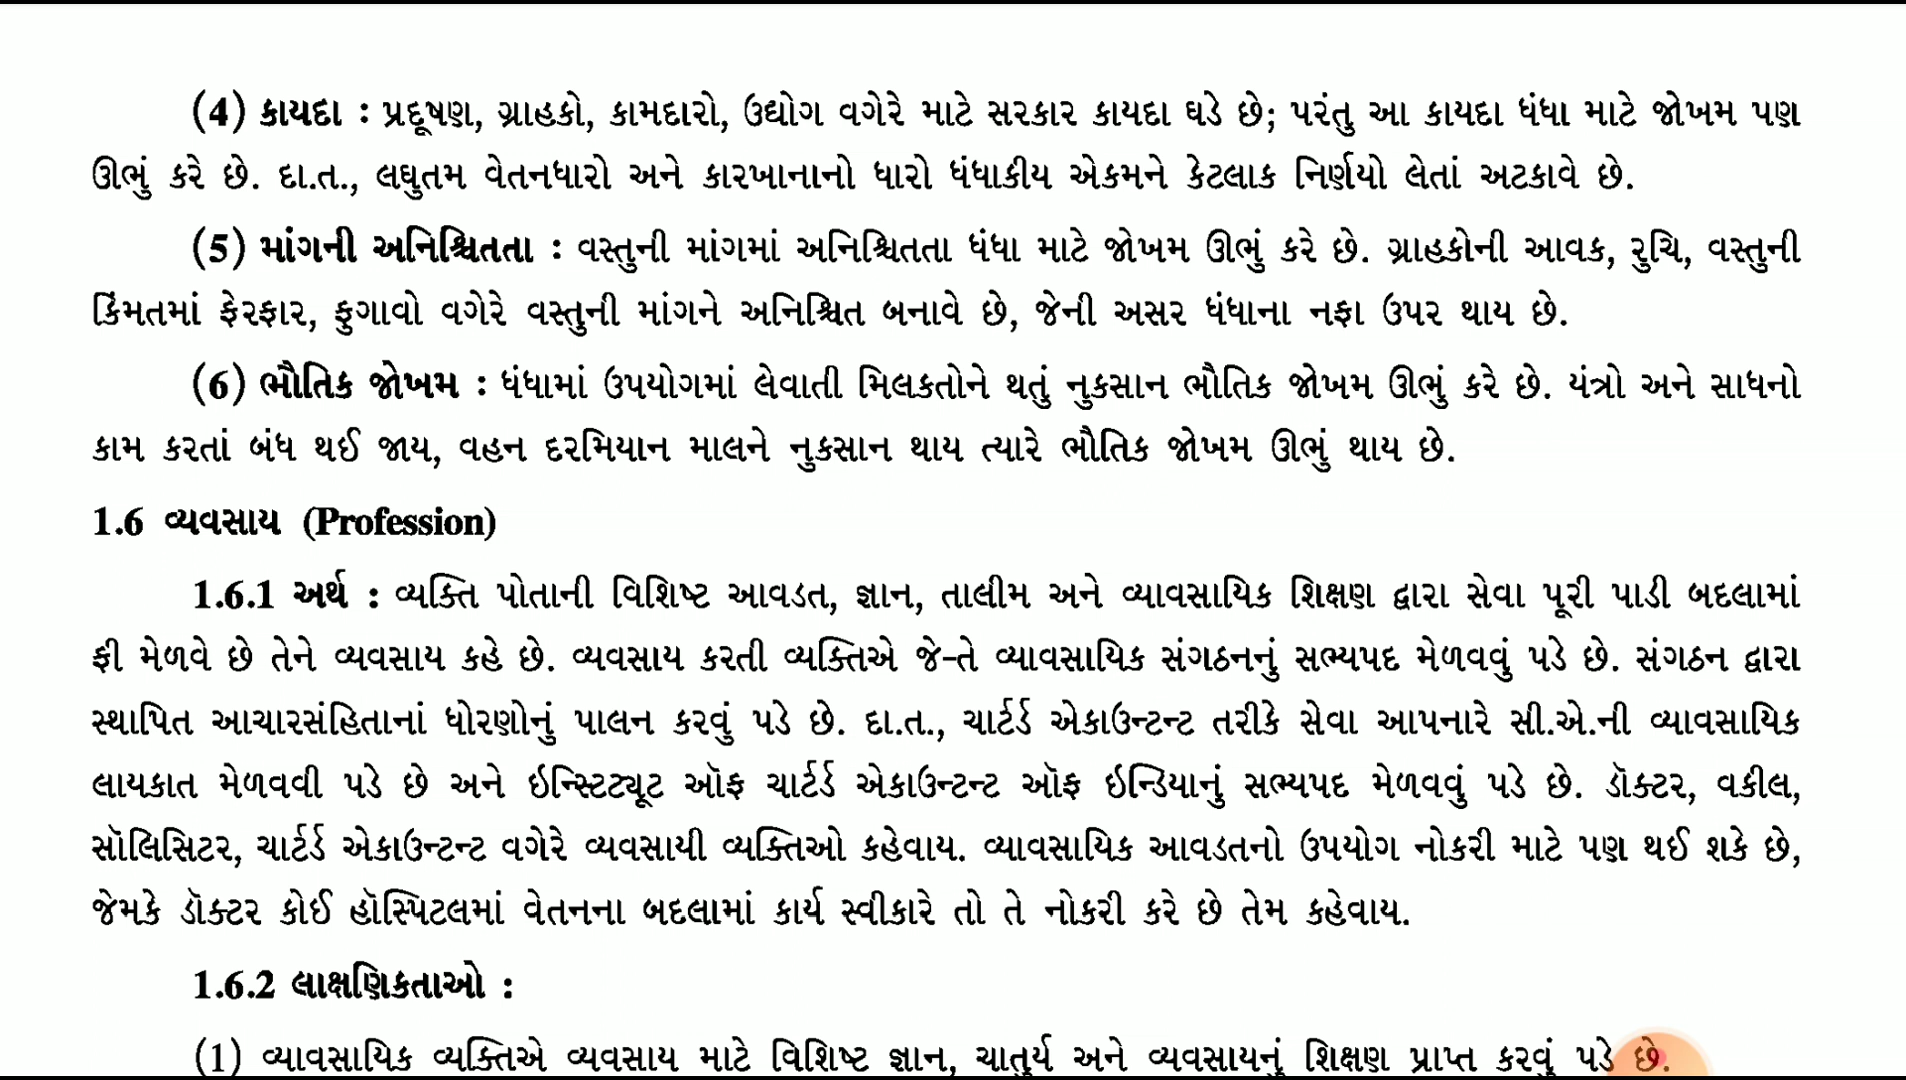 (4) કાયદા : પ્રદૂષણ, ગ્રાહકો, કામદારો, ઉદ્યોગ વગેરે માટે સરકાર કાયદા ઘડે છે; પરંતુ આ કાયદા ધંધા માટે જોખમ પણ
ઊભું કરે છે. દા.ત., લઘુતમ વેતનધારો અને કારખાનાનો ધારો ધંધાકીય એકમને કેટલાક નિર્ણયો લેતાં અટકાવે છે.
(5) માંગની અનિશ્ચિતતા : વસ્તુની માંગમાં અનિશ્ચિતતા ધંધા માટે જોખમ ઊભું કરે છે. ગ્રાહકોની આવક, રુચિ, વસ્તુની
કિંમતમાં ફેરફાર, ફુગાવો વગેરે વસ્તુની માંગને અનિશ્ચિત બનાવે છે, જેની અસર ધંધાના નફા ઉપર થાય છે.
(6) ભૌતિક જોખમ : ધંધામાં ઉપયોગમાં લેવાતી મિલકતોને થતું નુકસાન ભૌતિક જોખમ ઊભું કરે છે. યંત્રો અને સાધનો
કામ કરતાં બંધ થઈ જાય, વહન દરમિયાન માલને નુકસાન થાય ત્યારે ભૌતિક જોખમ ઊભું થાય છે.
1.6 વ્યવસાય (Profession)
1.6.1 અર્થ : વ્યક્તિ પોતાની વિશિષ્ટ આવડત, જ્ઞાન, તાલીમ અને વ્યાવસાયિક શિક્ષણ દ્વારા સેવા પૂરી પાડી બદલામાં
ફી મેળવે છે તેને વ્યવસાય કહે છે. વ્યવસાય કરતી વ્યક્તિએ જે-તે વ્યાવસાયિક સંગઠનનું સભ્યપદ મેળવવું પડે છે. સંગઠન દ્વારા
સ્થાપિત આચારસંહિતાનાં ધોરણોનું પાલન કરવું પડે છે. દા.ત., ચાર્ટર્ડ એકાઉન્ટન્ટ તરીકે સેવા આપનારે સી.એ.ની વ્યાવસાયિક
લાયકાત મેળવવી પડે છે અને ઇન્સ્ટિટ્યૂટ ઑફ ચાર્ટર્ડ એકાઉન્ટન્ટ ઑફ ઇન્ડિયાનું સભ્યપદ મેળવવું પડે છે. ડૉક્ટર, વકીલ,
સૉલિસિટર, ચાર્ટર્ડ એકાઉન્ટન્ટ વગેરે વ્યવસાયી વ્યક્તિઓ કહેવાય. વ્યાવસાયિક આવડતનો ઉપયોગ નોકરી માટે પણ થઈ શકે છે,
જેમકે ડૉક્ટર કોઈ હૉસ્પિટલમાં વેતનના બદલામાં કાર્ય સ્વીકારે તો તે નોકરી કરે છે તેમ કહેવાય.
1.6.2 લાક્ષણિકતાઓ :
(1) વ્યાવસાયિક વ્યક્તિએ વ્યવસાય માટે વિશિષ્ટ જ્ઞાન, ચાતુર્ય અને વ્યવસાયનું શિક્ષણ પ્રાપ્ત કરવું પડે છે.